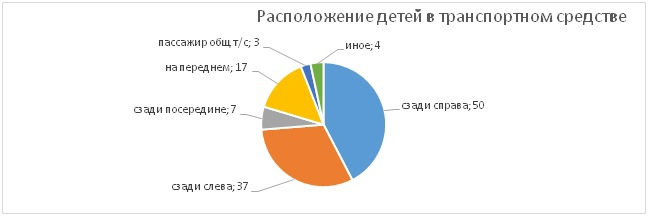 Расположение детей в транспортном средстве
пассажир общ.т/с; 3
иное; 4
на переднем; 17
сзади справа; 50
сзади посередине; 7
сзади слева; 37